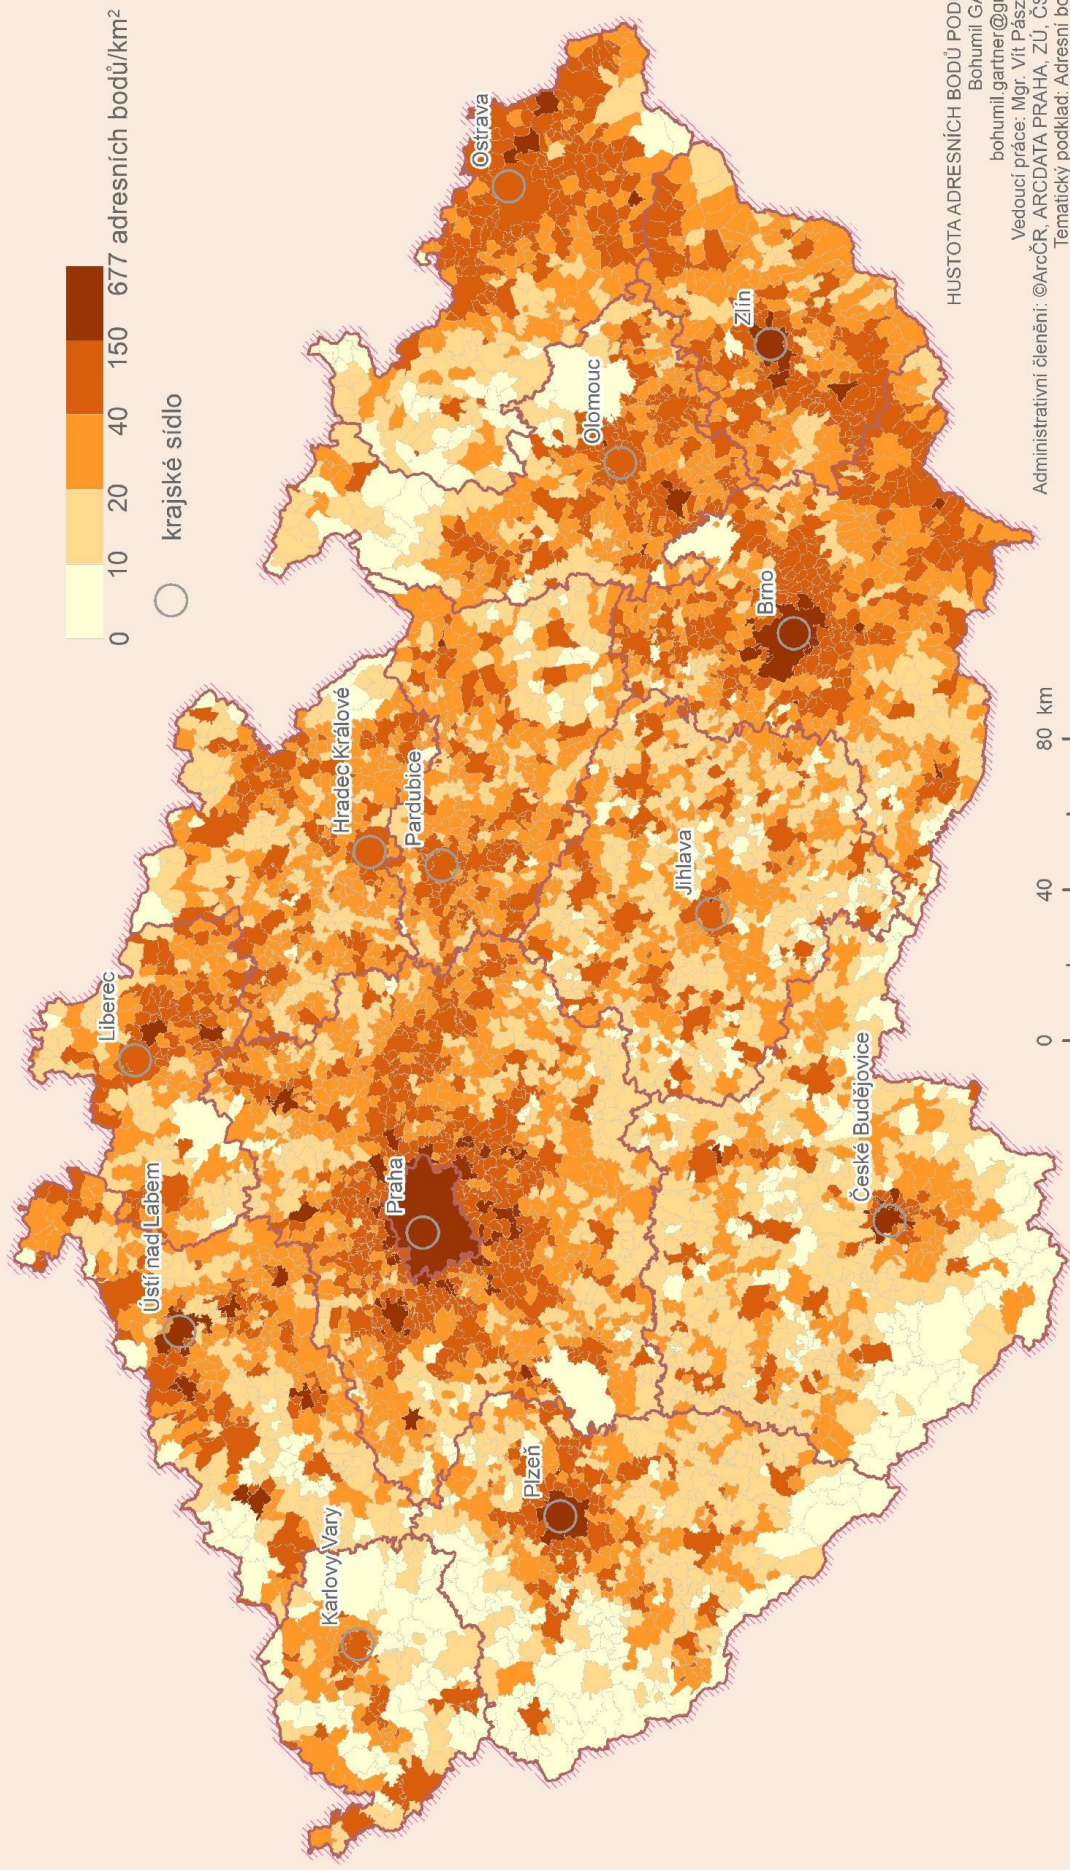 0 10 20 40 150 677 adresních bodů/km²
krajské sídlo
Liberec
Ústí nad Labem
Karlovy Vary
Praha
Hradec Králové
Pardubice
Plzeň
Ostrava
Olomouc
Jihlava
Brno
Zlín
České Budějovice
0 40 80 km
HUSTOTA ADRESNÍCH BODŮ POD
Bohumil GA
bohumil.gartner@g
Vedoucí práce: Mgr. Vít Pász
Administrativní členění: ©ArcČR, ARCDATA PRAHA, ZÚ, ČS
Tematický podklad: Adresní bo